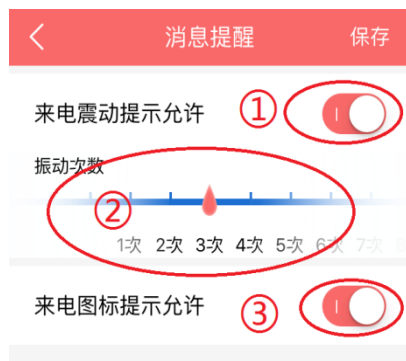 消息提醒 保存
来电震动提示允许 ①
振动次数
②
1次 2次 3次 4次 5次 6次 7次
来电图标提示允许 ③